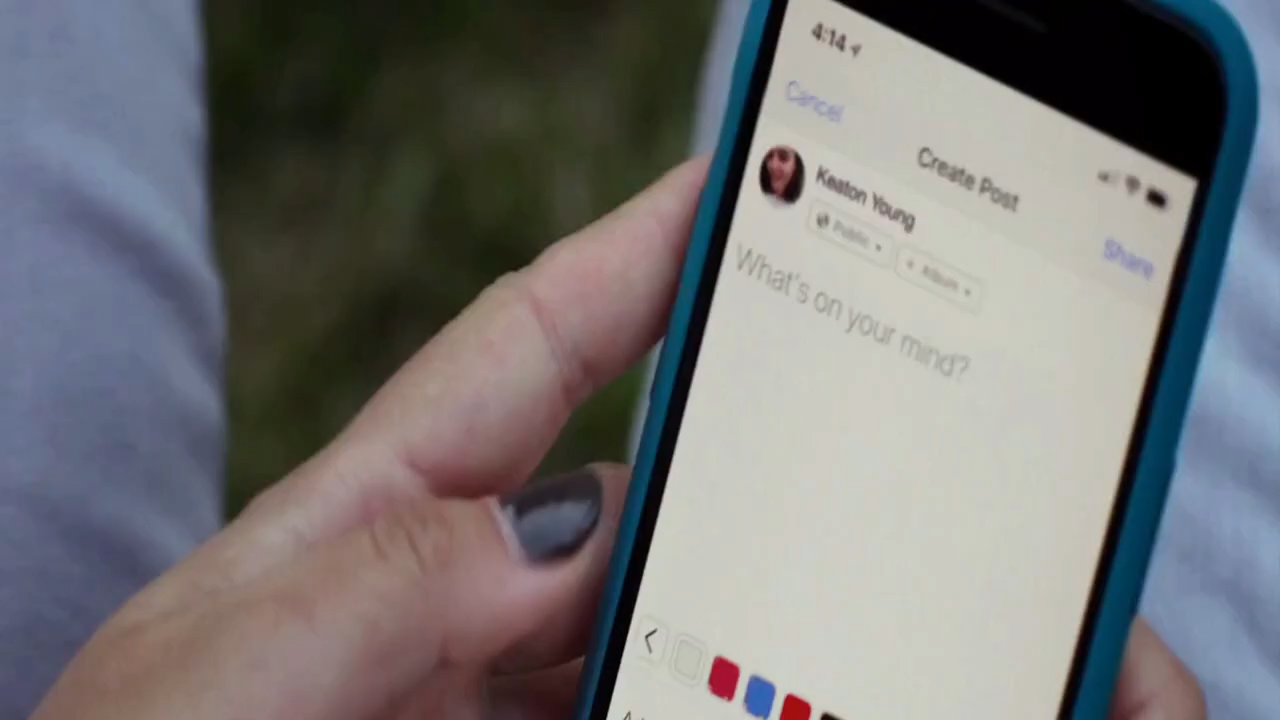 4:14
Cancel
Create Post
Share
Keaton Young
Public
+ Album
What's on your mind?